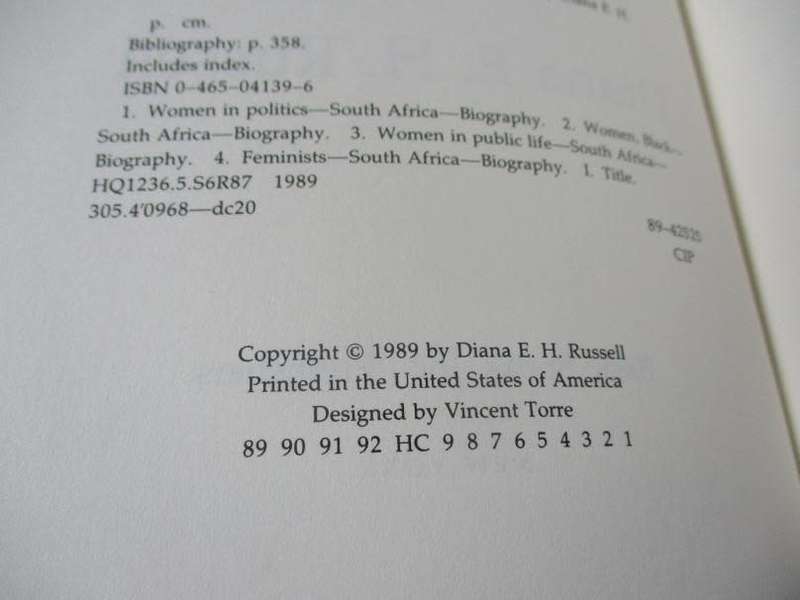 Diana E. H.
p. cm.
Bibliography: p. 358.
Includes index.
ISBN 0–465–04139–6
1. Women in politics—South Africa—Biography. 2. Women, Black—
South Africa—Biography. 3. Women in public life—South Africa—
Biography. 4. Feminists—South Africa—Biography. I. Title.
HQ1236.5.S6R87 1989
305.4'0968—dc20
89–42525
CIP
Copyright © 1989 by Diana E. H. Russell
Printed in the United States of America
Designed by Vincent Torre
89 90 91 92 HC 9 8 7 6 5 4 3 2 1